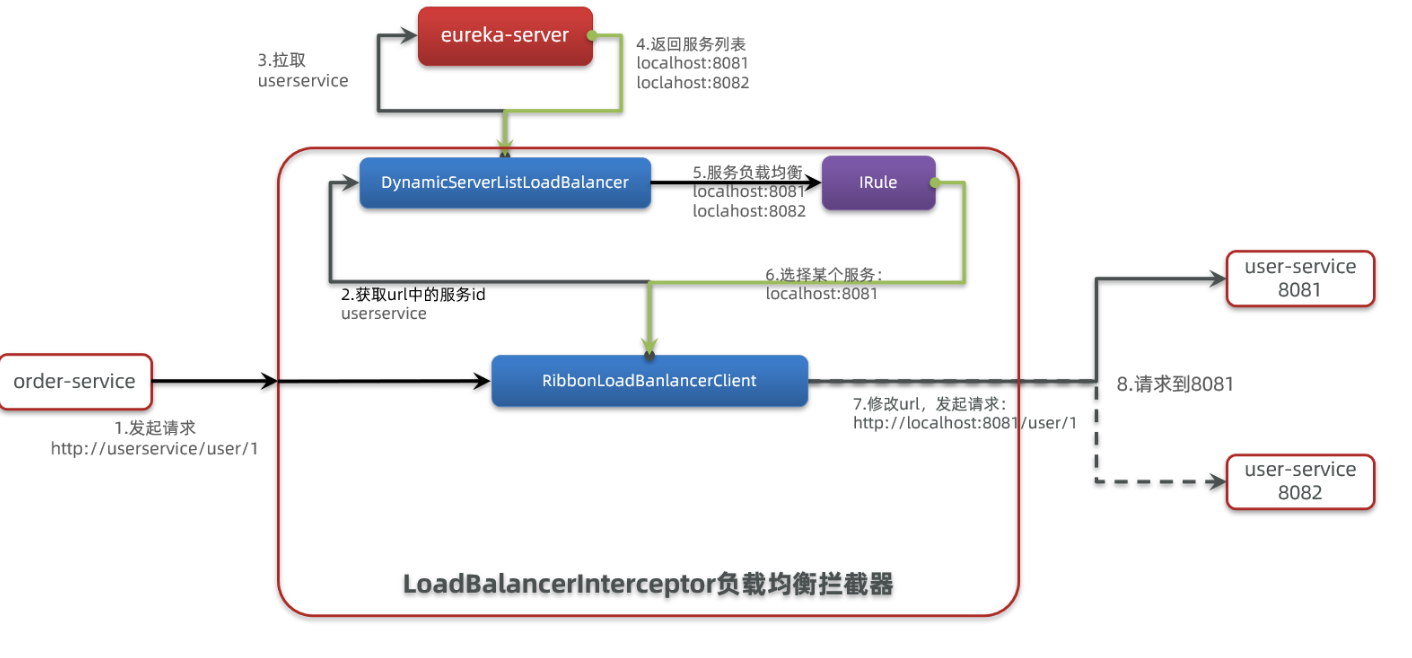 eureka-server
3.拉取
userservice
4.返回服务列表
localhost:8081
loclahost:8082
DynamicServerListLoadBalancer
5.服务负载均衡
localhost:8081
loclahost:8082
IRule
2.获取url中的服务id
userservice
6.选择某个服务:
localhost:8081
user-service
8081
order-service
1.发起请求
http://userservice/user/1
RibbonLoadBanlancerClient
7.修改url，发起请求:
http://localhost:8081/user/1
8.请求到8081
user-service
8082
LoadBalancerInterceptor负载均衡拦截器